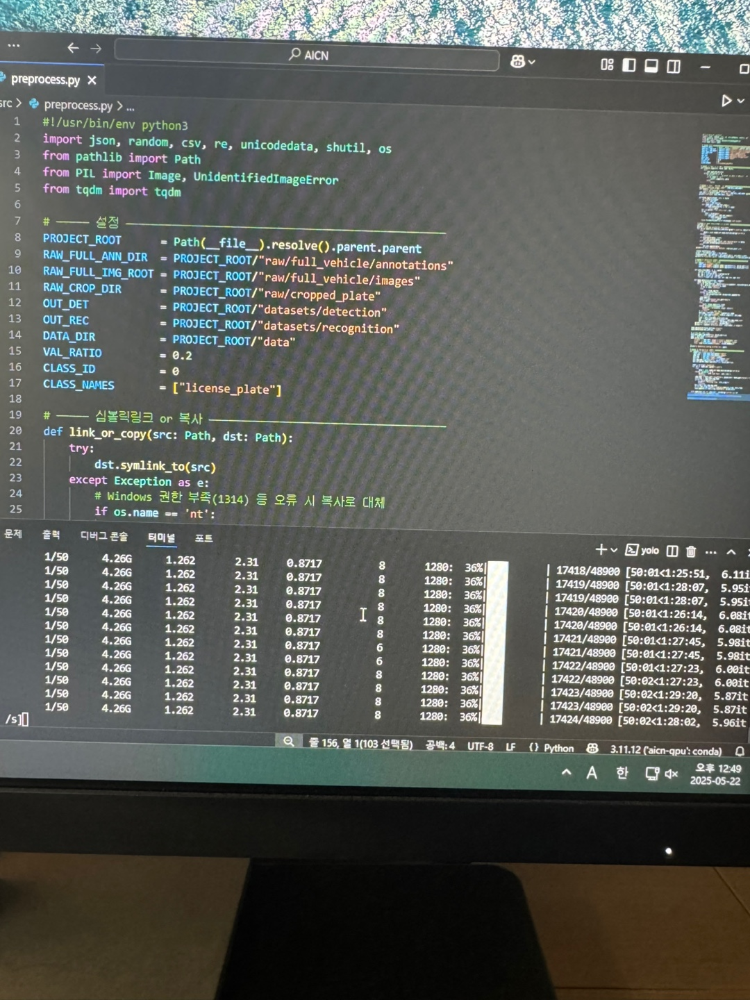 ··· ← → AICN
preprocess.py ×
src > preprocess.py > ...
1 #!/usr/bin/env python3
2 import json, random, csv, re, unicodedata, shutil, os
3 from pathlib import Path
4 from PIL import Image, UnidentifiedImageError
5 from tqdm import tqdm
6
7 # —— 설정 ——————————————————————
8 PROJECT_ROOT = Path(__file__).resolve().parent.parent
9 RAW_FULL_ANN_DIR = PROJECT_ROOT/"raw/full_vehicle/annotations"
10 RAW_FULL_IMG_ROOT = PROJECT_ROOT/"raw/full_vehicle/images"
11 RAW_CROP_DIR = PROJECT_ROOT/"raw/cropped_plate"
12 OUT_DET = PROJECT_ROOT/"datasets/detection"
13 OUT_REC = PROJECT_ROOT/"datasets/recognition"
14 DATA_DIR = PROJECT_ROOT/"data"
15 VAL_RATIO = 0.2
16 CLASS_ID = 0
17 CLASS_NAMES = ["license_plate"]
18
19 # —— 심볼릭링크 or 복사 ——————————————————
20 def link_or_copy(src: Path, dst: Path):
21 try:
22 dst.symlink_to(src)
23 except Exception as e:
24 # Windows 권한 부족(1314) 등 오류 시 복사로 대체
25 if os.name == 'nt':
문제 출력 디버그 콘솔 터미널 포트 yolo
1/50 4.26G 1.262 2.31 0.8717 8 1280: 36%| | 17418/48900 [50:01<1:25:51, 6.11i
1/50 4.26G 1.262 2.31 0.8717 8 1280: 36%| | 17419/48900 [50:01<1:28:07, 5.95i
1/50 4.26G 1.262 2.31 0.8717 8 1280: 36%| | 17419/48900 [50:01<1:28:07, 5.95i
1/50 4.26G 1.262 2.31 0.8717 8 1280: 36%| | 17420/48900 [50:01<1:26:14, 6.08it
1/50 4.26G 1.262 2.31 0.8717 8 1280: 36%| | 17420/48900 [50:01<1:26:14, 6.08it
1/50 4.26G 1.262 2.31 0.8717 8 1280: 36%| | 17421/48900 [50:01<1:27:45, 5.98it
1/50 4.26G 1.262 2.31 0.8717 6 1280: 36%| | 17421/48900 [50:01<1:27:45, 5.98it
1/50 4.26G 1.262 2.31 0.8717 6 1280: 36%| | 17422/48900 [50:01<1:27:23, 6.00it
1/50 4.26G 1.262 2.31 0.8717 8 1280: 36%| | 17422/48900 [50:02<1:27:23, 6.00it
1/50 4.26G 1.262 2.31 0.8717 8 1280: 36%| | 17423/48900 [50:02<1:29:20, 5.87it
1/50 4.26G 1.262 2.31 0.8717 8 1280: 36%| | 17423/48900 [50:02<1:29:20, 5.87it
1/50 4.26G 1.262 2.31 0.8717 8 1280: 36%| | 17424/48900 [50:02<1:28:02, 5.96it
/s]
줄 156, 열 1(103 선택됨) 공백: 4 UTF-8 LF {} Python 3.11.12 ('aicn-gpu': conda)
A 한 오후 12:49
2025-05-22